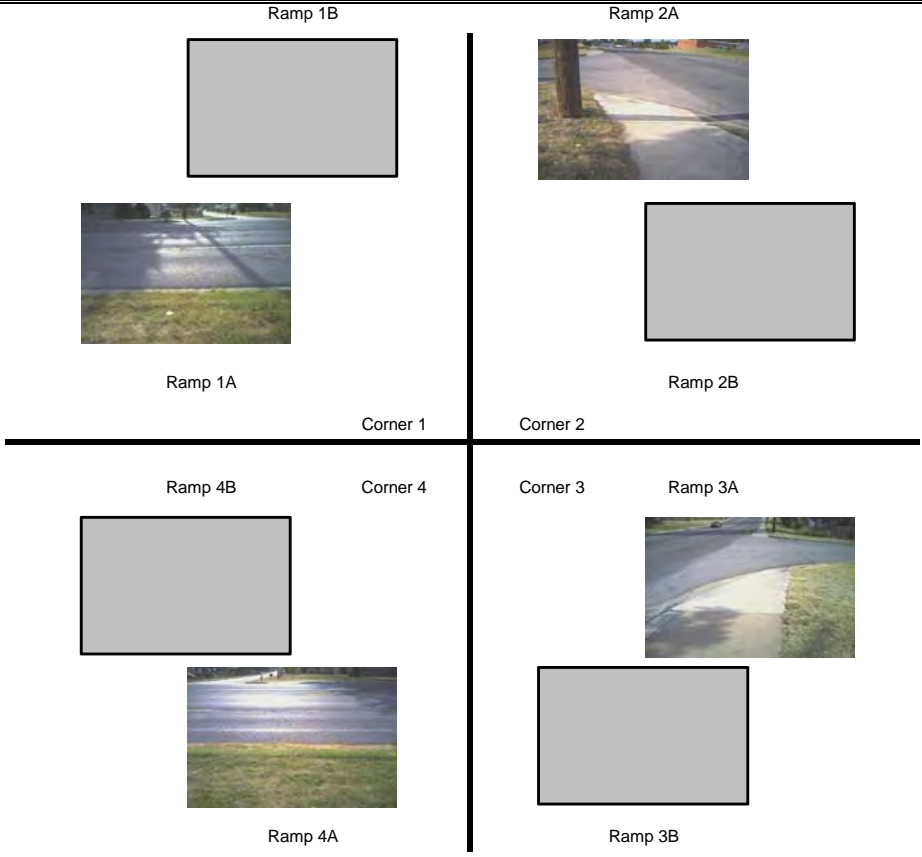 Ramp 1B
Ramp 2A
Ramp 1A
Ramp 2B
Corner 1
Corner 2
Ramp 4B
Corner 4
Corner 3
Ramp 3A
Ramp 4A
Ramp 3B